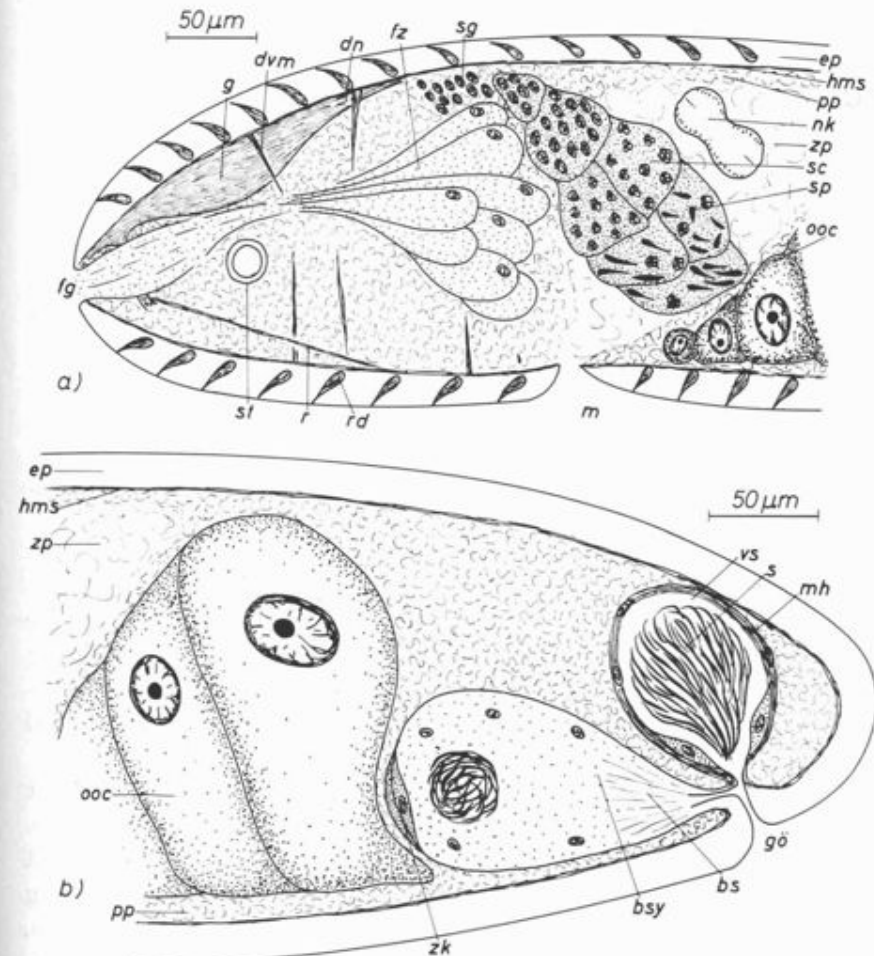 50 µm
g
dvm
dn
fz
sg
ep
hms
pp
nk
zp
sc
sp
ooc
fg
a)
st
r
rd
m
ep
hms
zp
50 µm
vs
s
mh
ooc
b)
pp
gö
bs
bsy
zk